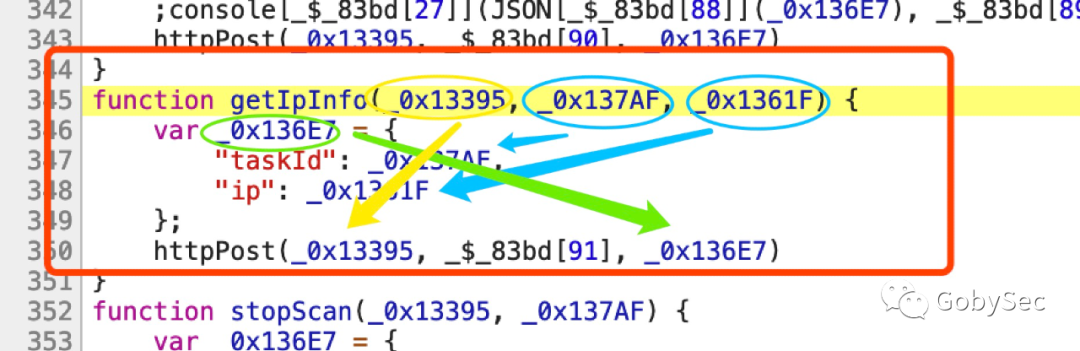 342 ;console[_$_83bd[27]](JSON[_$_83bd[88]](_0x136E7), _$_83bd[89
343 httpPost(_0x13395, _$_83bd[90], _0x136E7)
344 }
345 function getIpInfo(_0x13395, _0x137AF, _0x1361F) {
346 var _0x136E7 = {
347 "taskId": _0x137AF,
348 "ip": _0x1361F
349 };
350 httpPost(_0x13395, _$_83bd[91], _0x136E7)
351 }
352 function stopScan(_0x13395, _0x137AF) {
353 var _0x136E7 = {
GobySec